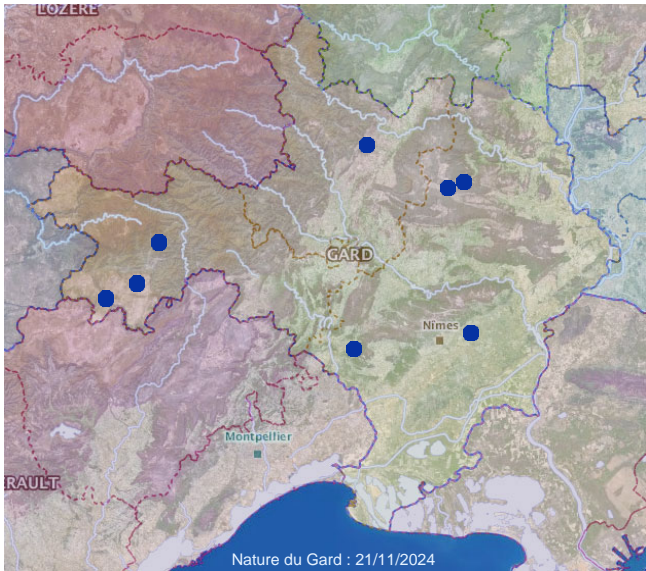 LOZÈRE
GARD
Nîmes
Montpellier
ÉRAULT
Nature du Gard : 21/11/2024